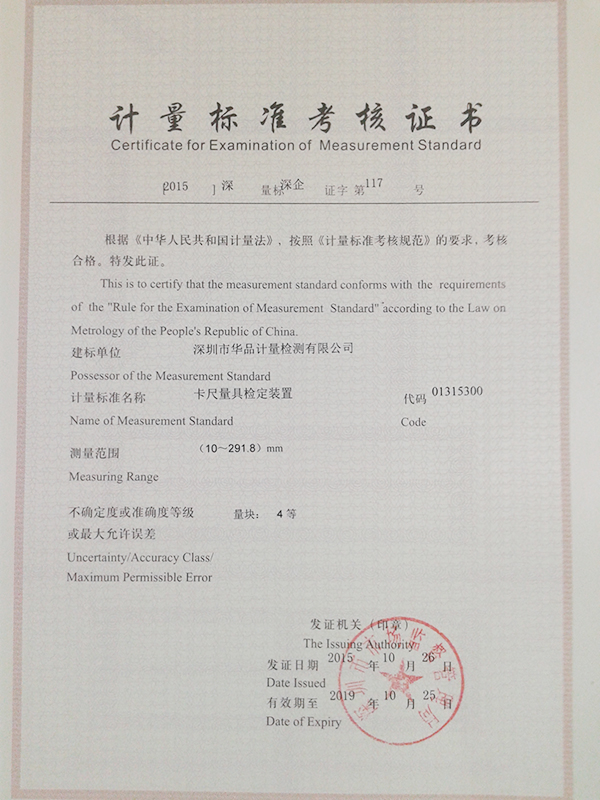 计量标准考核证书
Certificate for Examination of Measurement Standard
[2015 ]深 量标深企 证字第117 号
根据《中华人民共和国计量法》，按照《计量标准考核规范》的要求，考核
合格。特发此证。
This is to certify that the measurement standard conforms with the requirements
of the "Rule for the Examination of Measurement Standard" according to the Law on
Metrology of the People's Republic of China.
建标单位 深圳市华品计量检测有限公司
Possessor of the Measurement Standard
计量标准名称 卡尺量具检定装置 代码 01315300
Name of Measurement Standard Code
测量范围 （10～291.8）mm
Measuring Range
不确定度或准确度等级 量块： 4 等
或最大允许误差
Uncertainty/Accuracy Class/
Maximum Permissible Error
发证机关（印章）
The Issuing Authority
发证日期 2015 年 10 月 26 日
Date Issued
有效期至 2019 年 10 月 25 日
Date of Expiry
深圳市市场监督管理局